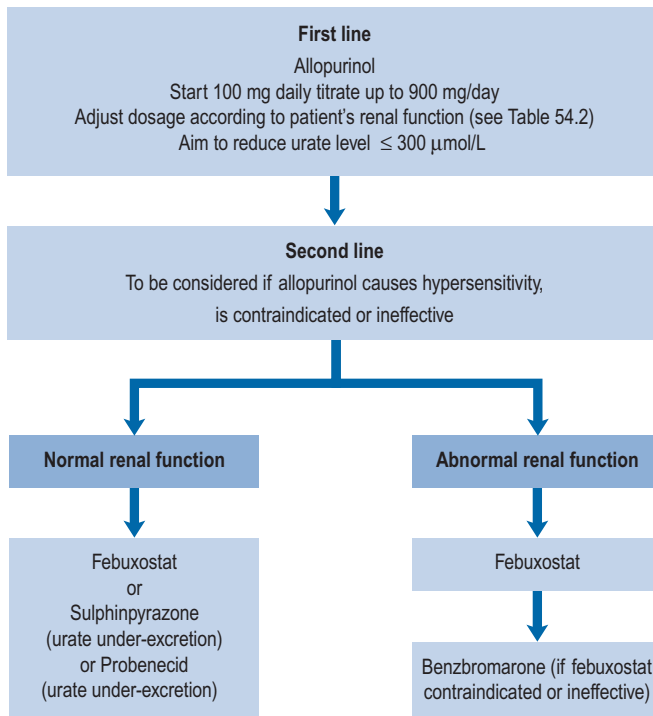 First line
Allopurinol
Start 100 mg daily titrate up to 900 mg/day
Adjust dosage according to patient's renal function (see Table 54.2)
Aim to reduce urate level ≤ 300 μmol/L
Second line
To be considered if allopurinol causes hypersensitivity,
is contraindicated or ineffective
Normal renal function
Febuxostat
or
Sulphinpyrazone
(urate under-excretion)
or Probenecid
(urate under-excretion)
Abnormal renal function
Febuxostat
Benzbromarone (if febuxostat
contraindicated or ineffective)